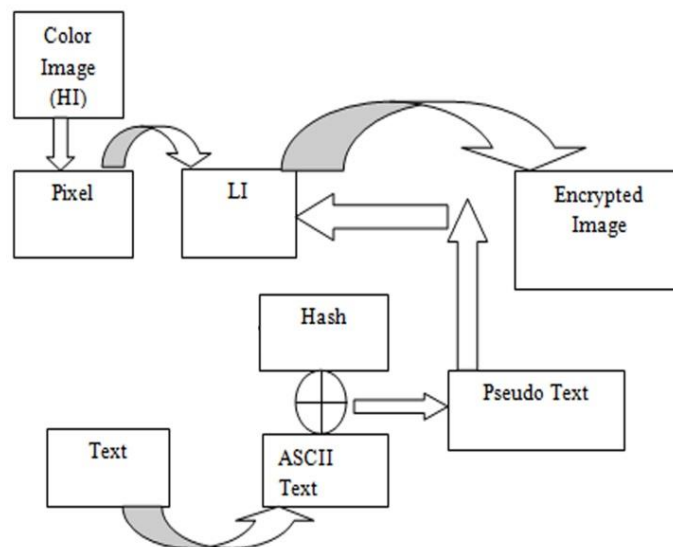 Color
Image
(HI)
Pixel
LI
Encrypted
Image
Hash
Pseudo Text
Text
ASCII
Text